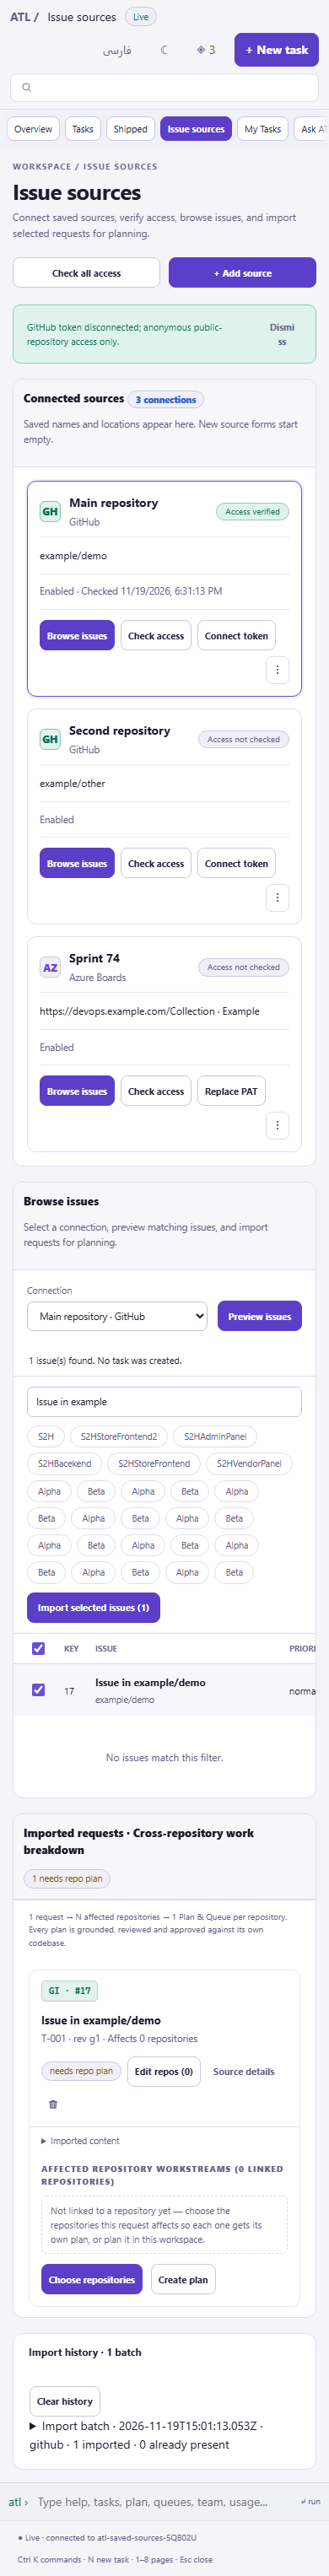 ATL / Issue sources Live
فارسی ☾ ◈ 3 + New task
Overview Tasks Shipped Issue sources My Tasks Ask AT
WORKSPACE / ISSUE SOURCES
Issue sources
Connect saved sources, verify access, browse issues, and import
selected requests for planning.
Check all access + Add source
GitHub token disconnected; anonymous public-
repository access only.
Dismi
ss
Connected sources 3 connections
Saved names and locations appear here. New source forms start
empty.
GH Main repository Access verified
GitHub
example/demo
Enabled · Checked 11/19/2026, 6:31:13 PM
Browse issues Check access Connect token
⋮
GH Second repository Access not checked
GitHub
example/other
Enabled
Browse issues Check access Connect token
⋮
AZ Sprint 74 Access not checked
Azure Boards
https://devops.example.com/Collection · Example
Enabled
Browse issues Check access Replace PAT
⋮
Browse issues
Select a connection, preview matching issues, and import
requests for planning.
Connection
Main repository · GitHub Preview issues
1 issue(s) found. No task was created.
Issue in example
S2H S2HStoreFrontend2 S2HAdminPanel
S2HBacekend S2HStoreFrontend S2HVendorPanel
Alpha Beta Alpha Beta Alpha
Beta Alpha Beta Alpha Beta
Alpha Beta Alpha Beta Alpha
Beta Alpha Beta Alpha Beta
Import selected issues (1)
KEY ISSUE PRIORI
17 Issue in example/demo norma
example/demo
No issues match this filter.
Imported requests · Cross-repository work
breakdown
1 needs repo plan
1 request → N affected repositories → 1 Plan & Queue per repository.
Every plan is grounded, reviewed and approved against its own
codebase.
GI · #17
Issue in example/demo
T-001 · rev g1 · Affects 0 repositories
needs repo plan Edit repos (0) Source details
▶ Imported content
AFFECTED REPOSITORY WORKSTREAMS (0 LINKED
REPOSITORIES)
Not linked to a repository yet — choose the
repositories this request affects so each one gets its
own plan, or plan it in this workspace.
Choose repositories Create plan
Import history · 1 batch
Clear history
▶ Import batch · 2026-11-19T15:01:13.053Z ·
github · 1 imported · 0 already present
atl › Type help, tasks, plan, queues, team, usage... ⏎ run
● Live · connected to atl-saved-sources-5QB02U
Ctrl K commands · N new task · 1–8 pages · Esc close